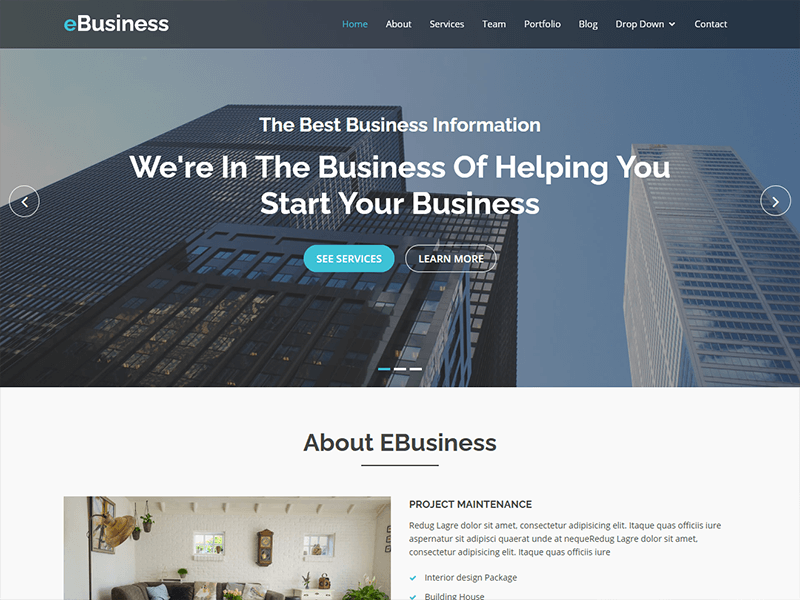 eBusiness
Home About Services Team Portfolio Blog Drop Down Contact
The Best Business Information
We're In The Business Of Helping You
Start Your Business
SEE SERVICES LEARN MORE
About EBusiness
PROJECT MAINTENANCE
Redug Lagre dolor sit amet, consectetur adipisicing elit. Itaque quas officiis iure
aspernatur sit adipisci quaerat unde at nequeRedug Lagre dolor sit amet,
consectetur adipisicing elit. Itaque quas officiis iure
Interior design Package
Building House